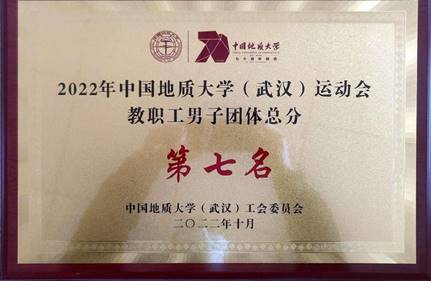 中国地质大学
2022年中国地质大学（武汉）运动会
教职工男子团体总分
第七名
中国地质大学（武汉）工会委员会
二〇二二年十月